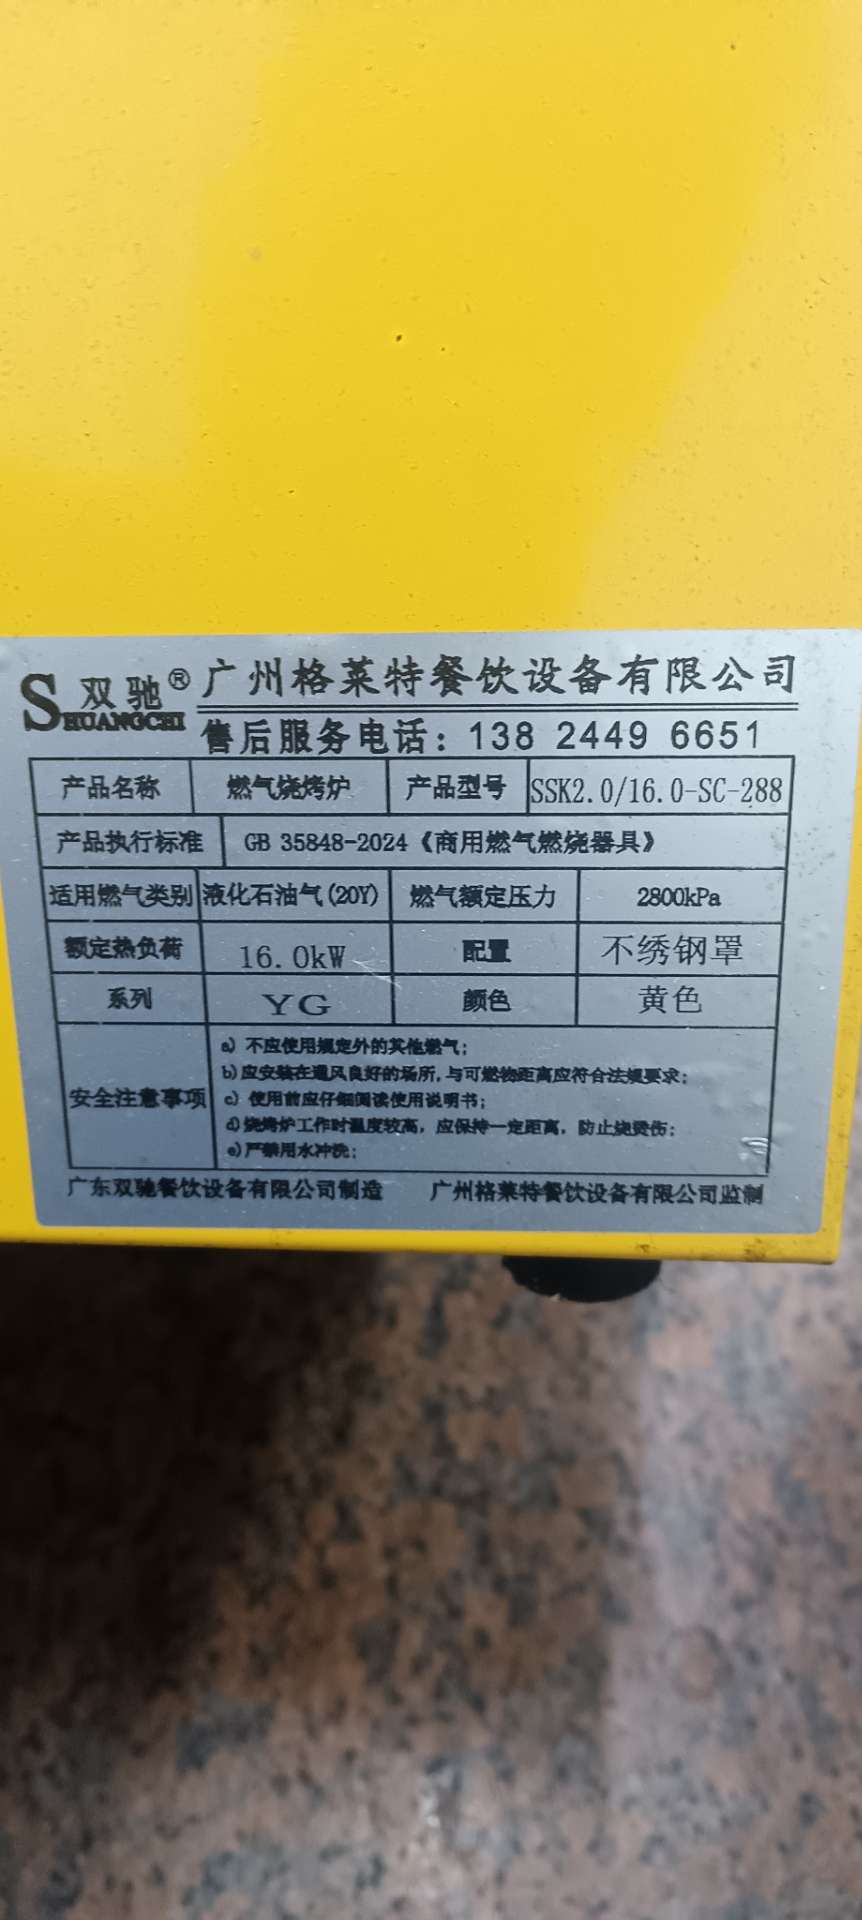 双驰® 广州格莱特餐饮设备有限公司
SHUANGCHI 售后服务电话: 138 2449 6651
产品名称 燃气烧烤炉 产品型号 SSK2.0/16.0-SC-288
产品执行标准 GB 35848-2024《商用燃气燃烧器具》
适用燃气类别 液化石油气(20Y) 燃气额定压力 2800kPa
额定热负荷 16.0kW 配置 不绣钢罩
系列 YG 颜色 黄色
安全注意事项
a) 不应使用规定外的其他燃气;
b)应安装在通风良好的场所,与可燃物距离应符合法规要求;
c) 使用前应仔细阅读使用说明书;
d)烧烤炉工作时温度较高, 应保持一定距离, 防止烧烫伤;
e)严禁用水冲洗;
广东双驰餐饮设备有限公司制造 广州格莱特餐饮设备有限公司监制